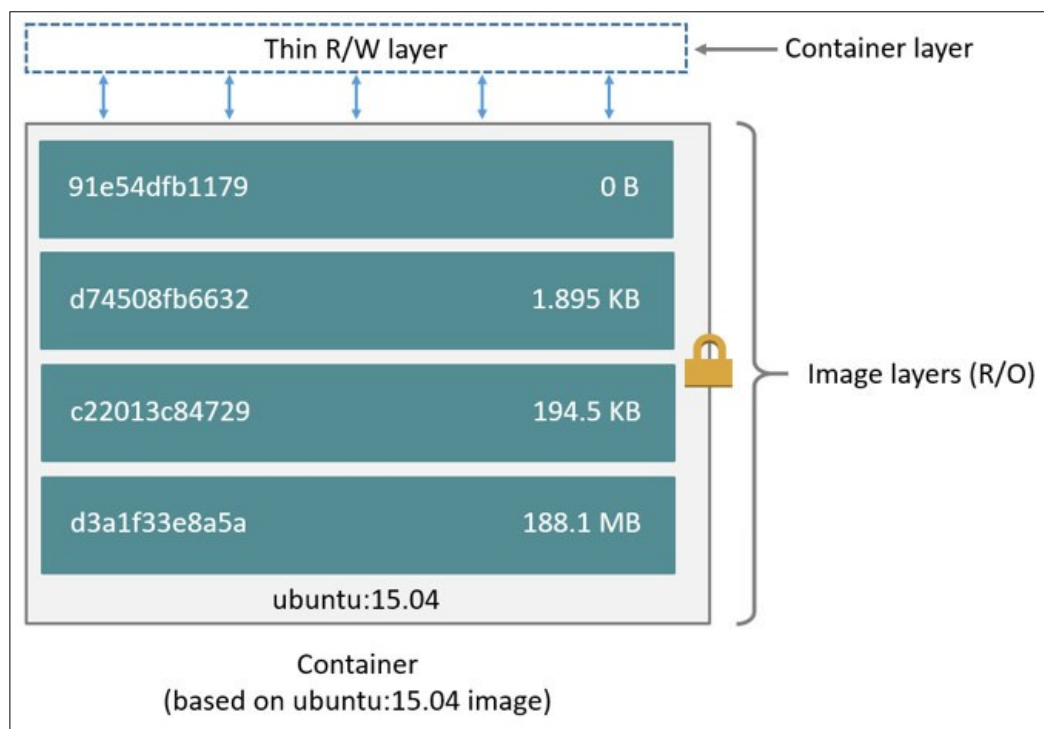 Thin R/W layer
Container layer
91e54dfb1179 0 B
d74508fb6632 1.895 KB
c22013c84729 194.5 KB
Image layers (R/O)
d3a1f33e8a5a 188.1 MB
ubuntu:15.04
Container
(based on ubuntu:15.04 image)